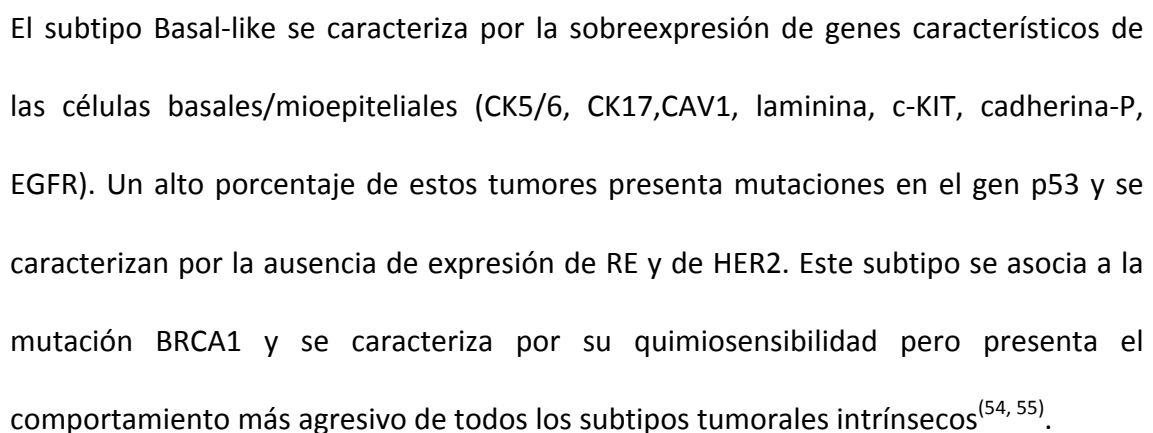 El subtipo Basal-like se caracteriza por la sobreexpresión de genes característicos de
las células basales/mioepiteliales (CK5/6, CK17,CAV1, laminina, c-KIT, cadherina-P,
EGFR). Un alto porcentaje de estos tumores presenta mutaciones en el gen p53 y se
caracterizan por la ausencia de expresión de RE y de HER2. Este subtipo se asocia a la
mutación BRCA1 y se caracteriza por su quimiosensibilidad pero presenta el
comportamiento más agresivo de todos los subtipos tumorales intrínsecos(54, 55).